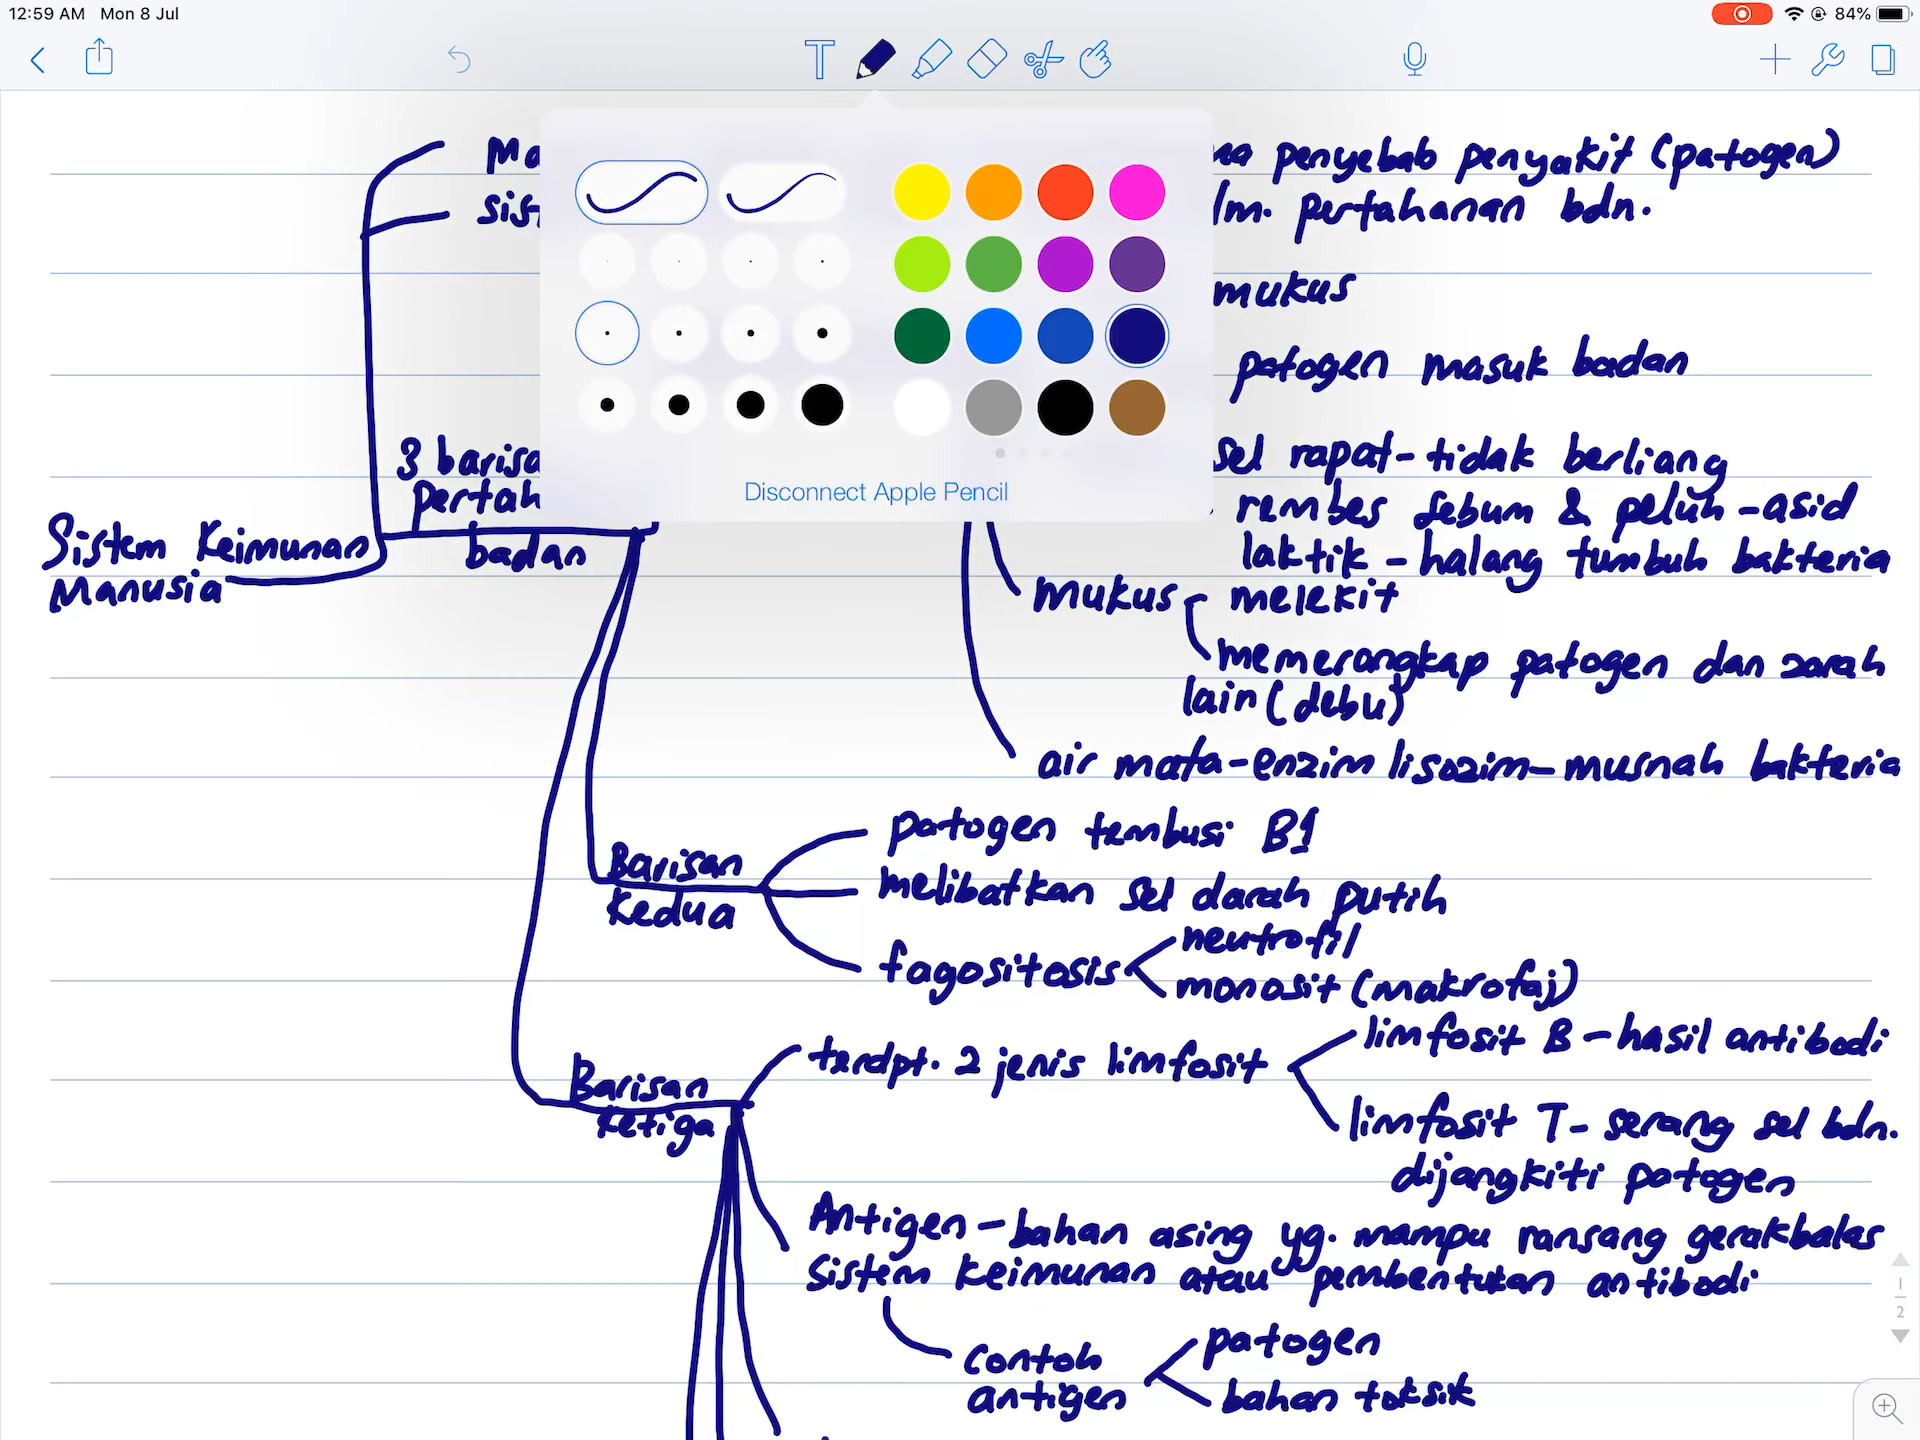 12:59 AM Mon 8 Jul
84%
penyebab penyakit (patogen)
pertahanan bdn.
mukus
patogen masuk badan
3
pertah
badan
sel rapat - tidak berliang
rembes sebum & peluh - asid
laktik - halang tumbuh bakteria
Disconnect Apple Pencil
Sistem Keimunan
Manusia
mukus melekit
memerangkap patogen dan zarah
lain (debu)
air mata - enzim lisozim - musnah bakteria
Barisan
Kedua
patogen tembusi B1
melibatkan sel darah putih
fagositosis
neutrofil
monosit (makrofaj)
Barisan
Ketiga
terdpt. 2 jenis limfosit
limfosit B - hasil antibodi
limfosit T - serang sel bdn.
dijangkiti patogen
Antigen - bahan asing yg. mampu ransang gerakbalas
sistem keimunan atau pembentukan antibodi
contoh
antigen
patogen
bahan toksik
1
2